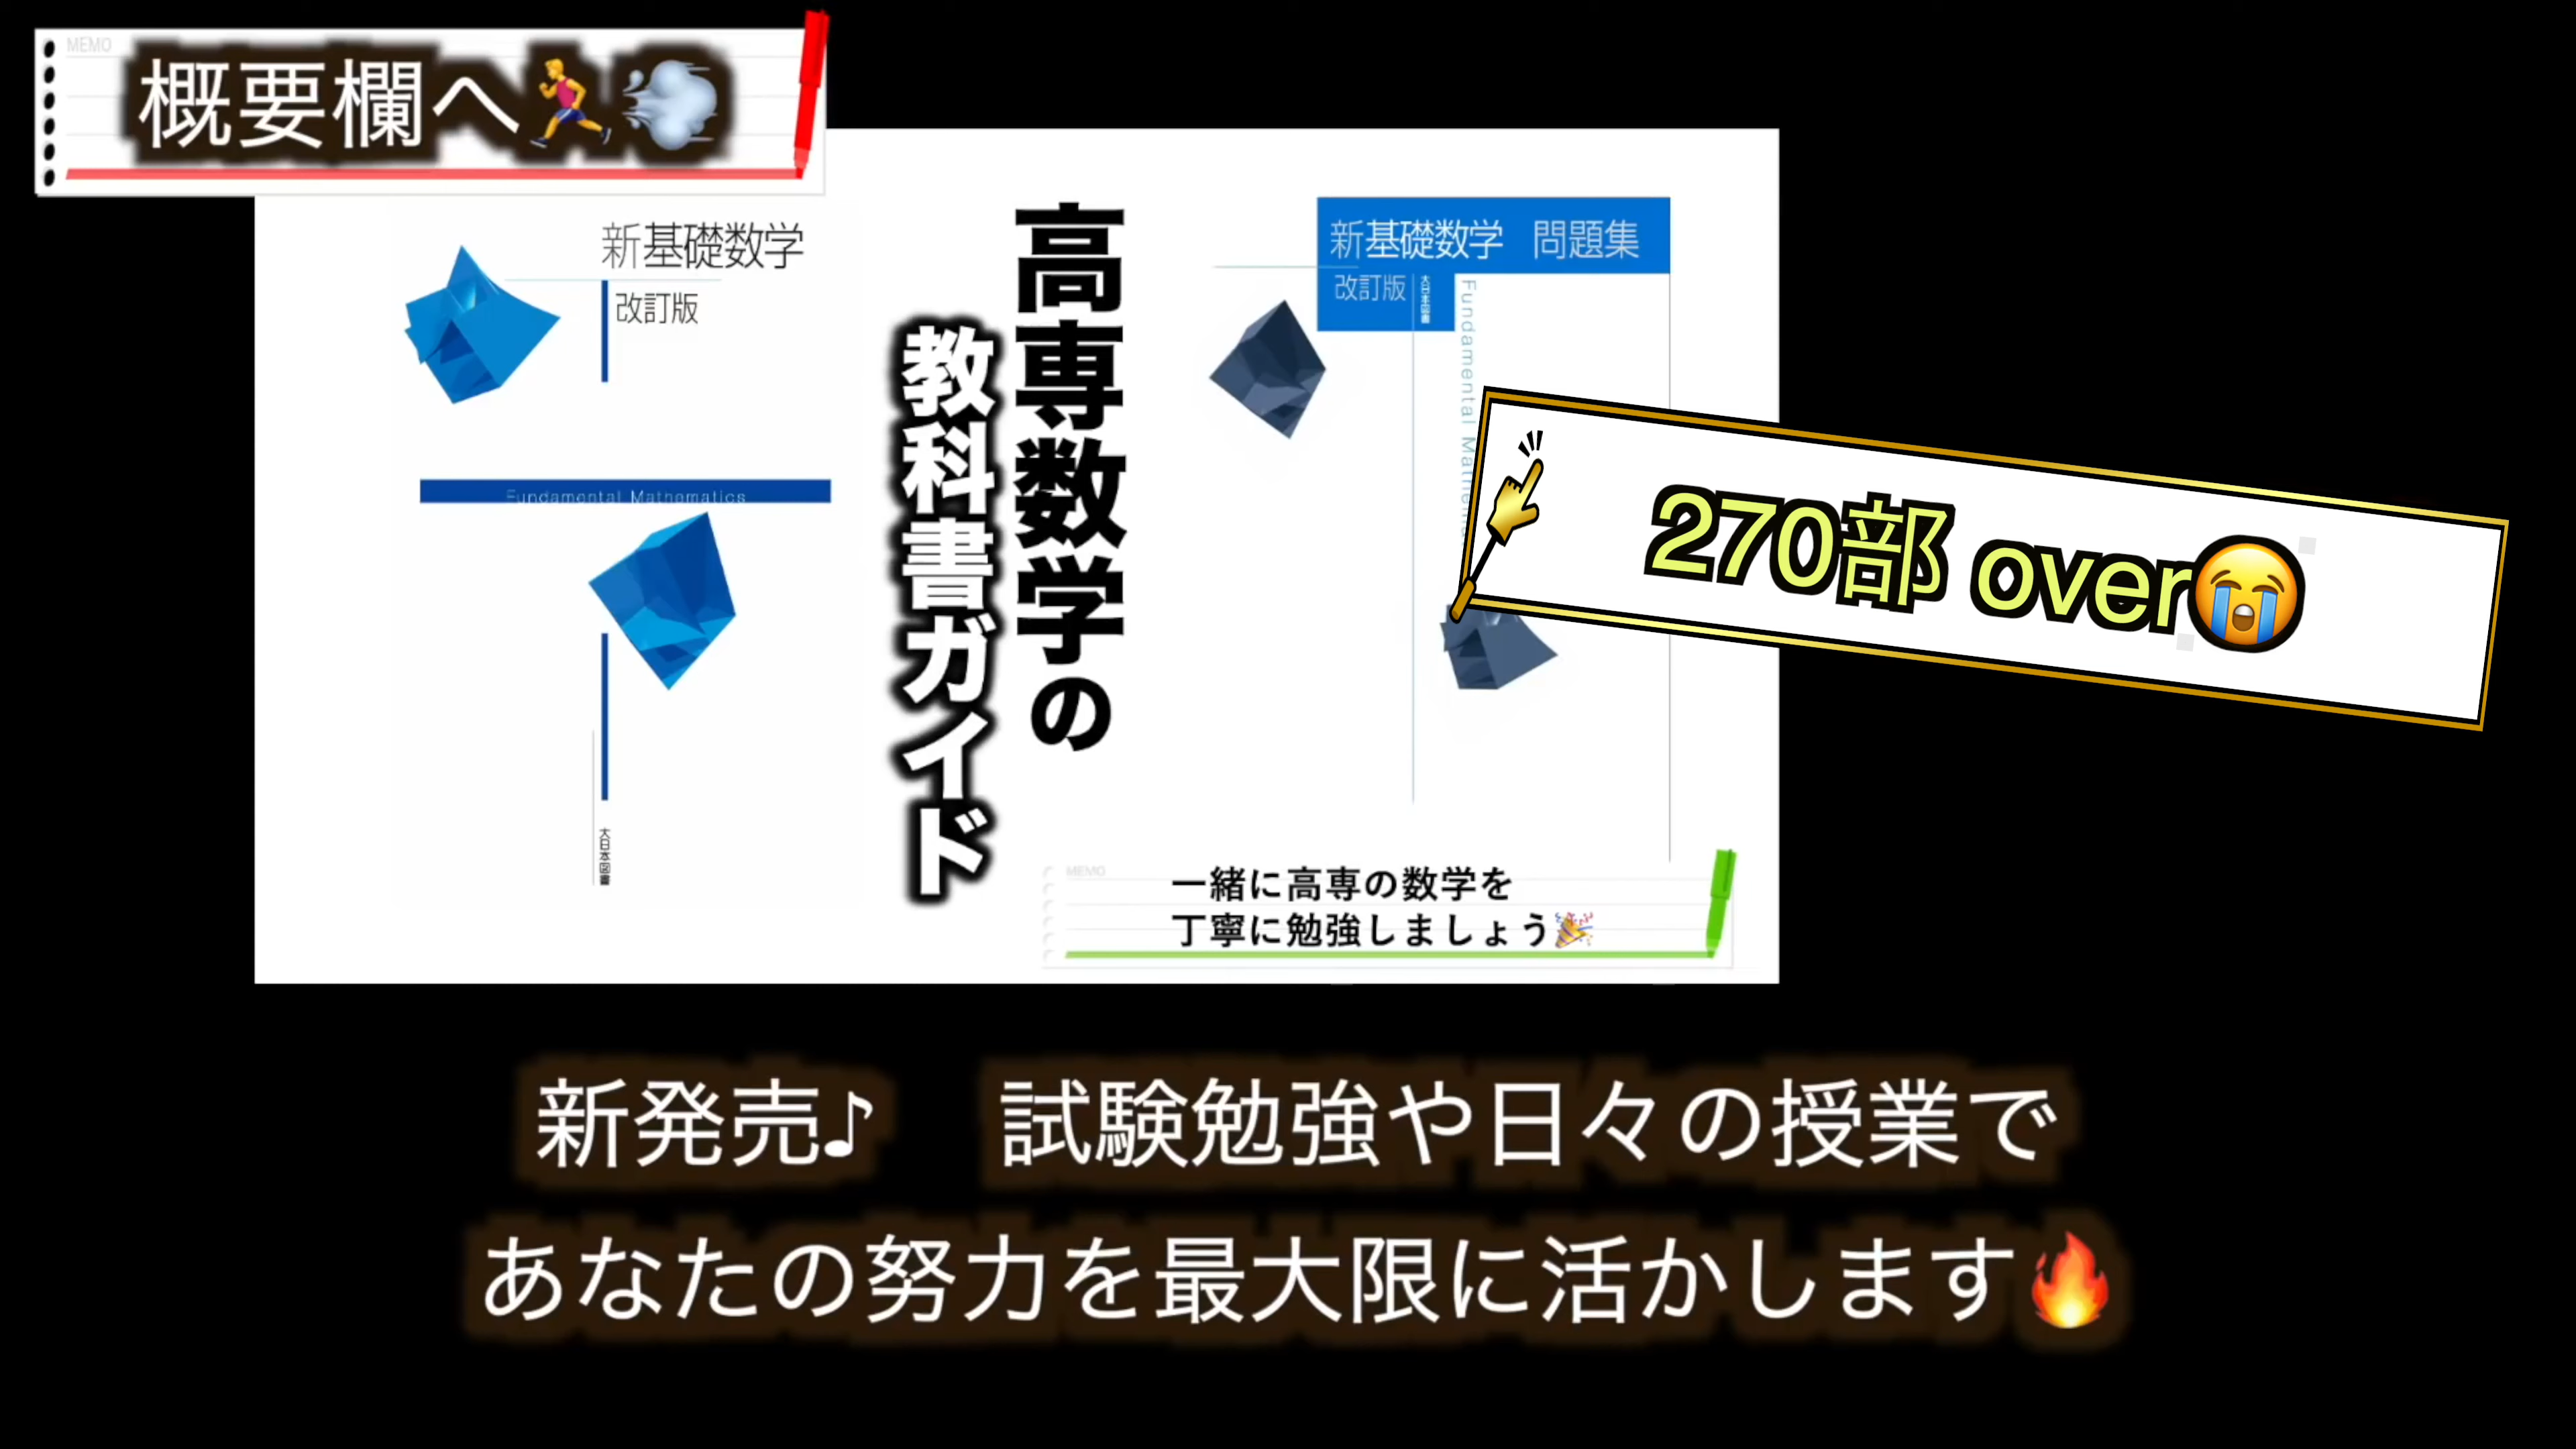 MEMO
概要欄へ🏃💨
新基礎数学
改訂版
Fundamental Mathematics
大日本図書
高専数学の
教科書ガイド
新基礎数学 問題集
改訂版
大日本図書
Fundamental Mathe
270部 over😭
MEMO
一緒に高専の数学を
丁寧に勉強しましょう🎉
新発売♪ 試験勉強や日々の授業で
あなたの努力を最大限に活かします🔥